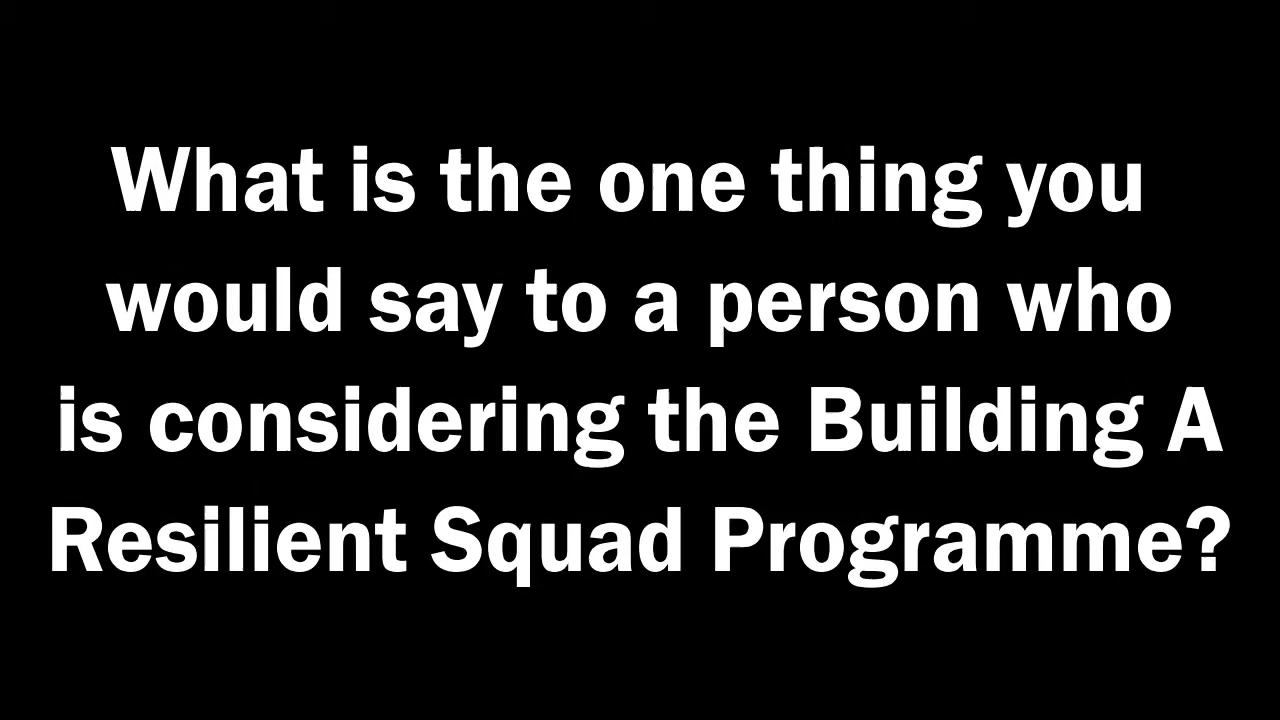 What is the one thing you
would say to a person who
is considering the Building A
Resilient Squad Programme?